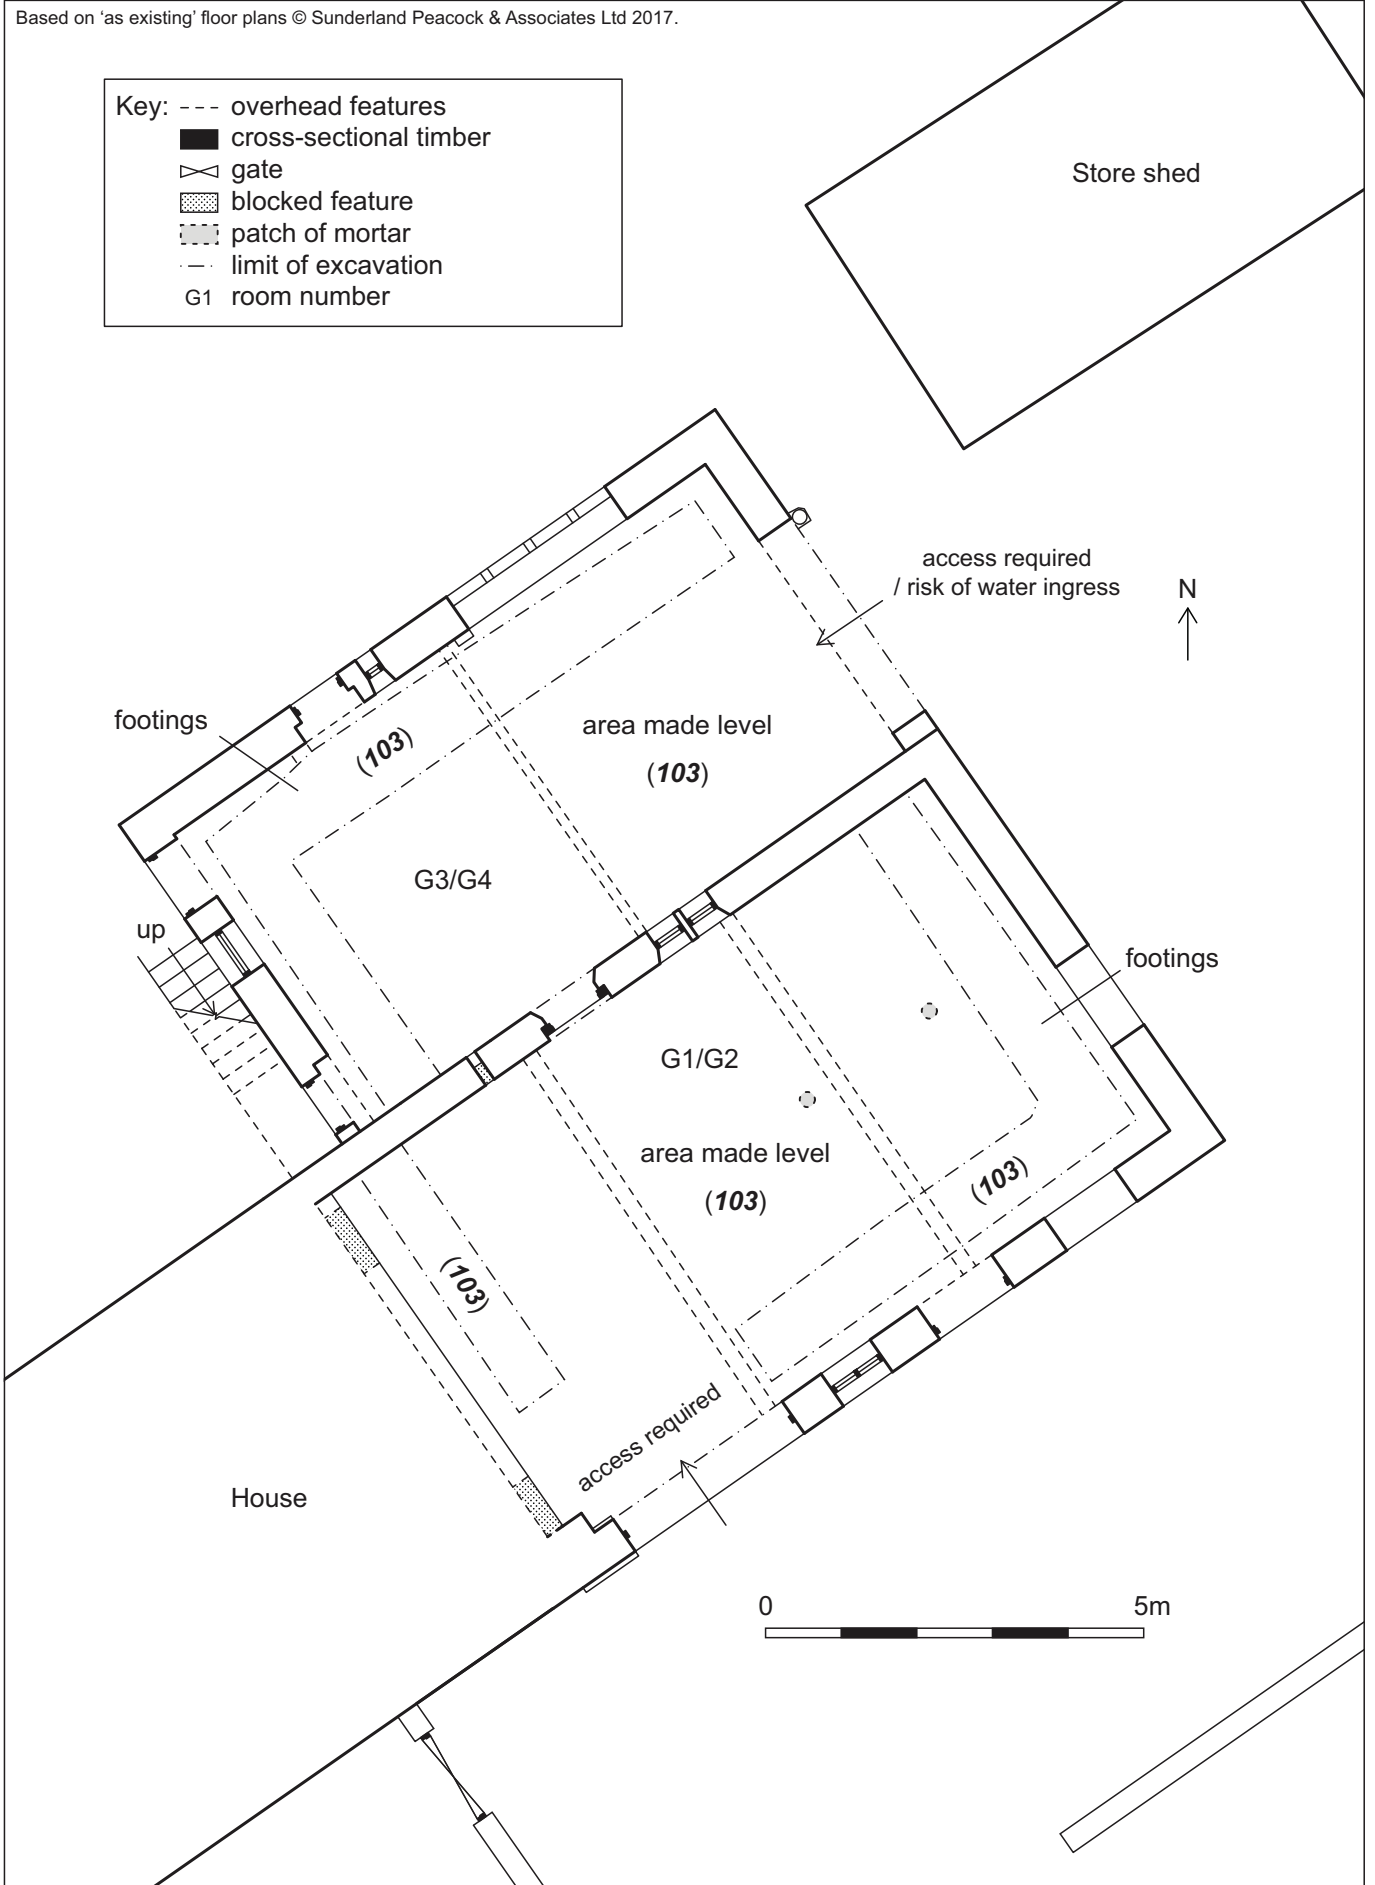 Based on ‘as existing’ floor plans © Sunderland Peacock & Associates Ltd 2017.
Key:
overhead features
cross-sectional timber
gate
blocked feature
patch of mortar
limit of excavation
G1 room number
Store shed
access required
/ risk of water ingress
N
footings
(103)
area made level
(103)
G3/G4
up
footings
G1/G2
area made level
(103)
(103)
(103)
access required
House
0 5m